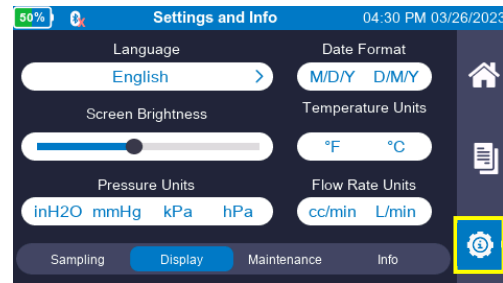 50% Settings and Info 04:30 PM 03/26/2023
Language Date Format
English > M/D/Y D/M/Y
Screen Brightness Temperature Units
°F °C
Pressure Units Flow Rate Units
inH2O mmHg kPa hPa cc/min L/min
Sampling Display Maintenance Info